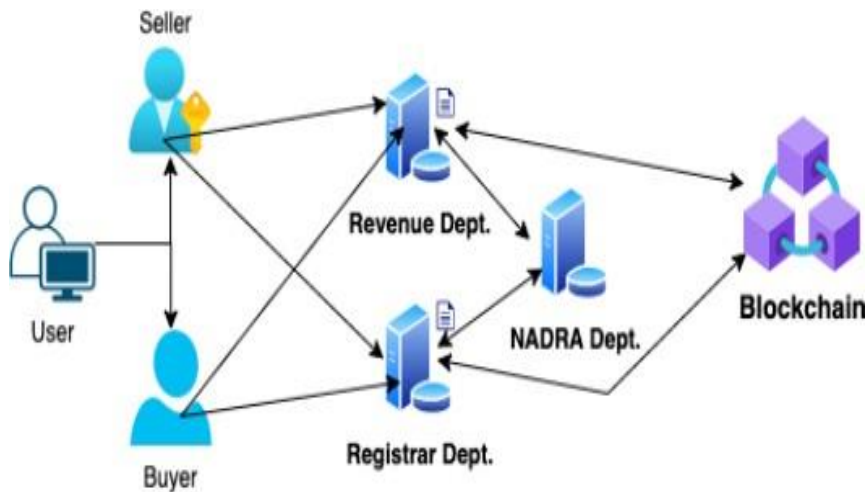 Seller
Revenue Dept.
User
NADRA Dept.
Blockchain
Registrar Dept.
Buyer